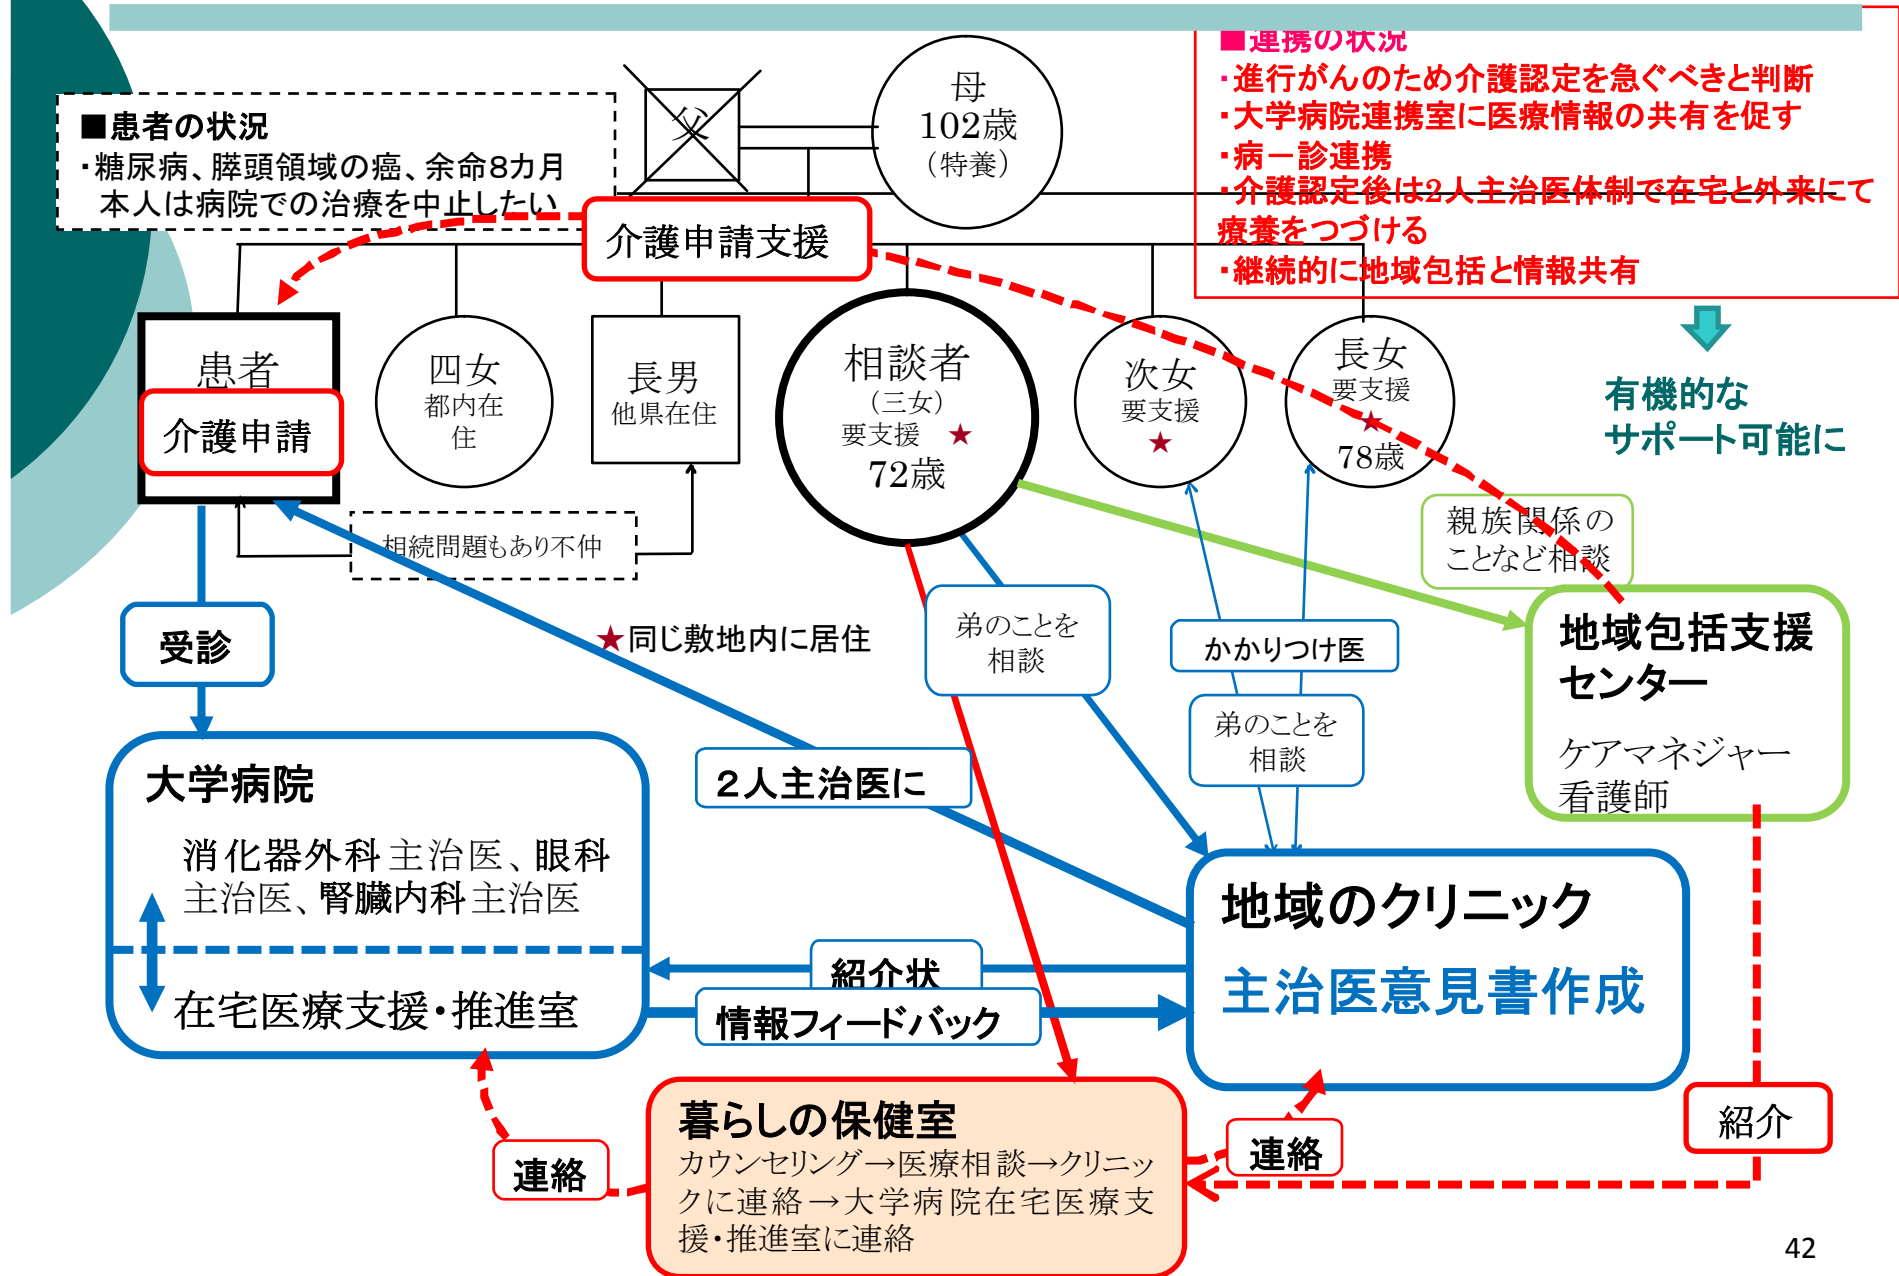 ■連携の状況
・進行がんのため介護認定を急ぐべきと判断
・大学病院連携室に医療情報の共有を促す
・病－診連携
・介護認定後は2人主治医体制で在宅と外来にて
療養をつづける
・継続的に地域包括と情報共有
父
母
102歳
（特養）
■患者の状況
・糖尿病、膵頭領域の癌、余命8カ月
本人は病院での治療を中止したい
介護申請支援
患者
介護申請
四女
都内在
住
長男
他県在住
相談者
（三女）
要支援 ★
72歳
次女
要支援
★
長女
要支援
★
78歳
有機的な
サポート可能に
相続問題もあり不仲
親族関係の
ことなど相談
受診
★同じ敷地内に居住
弟のことを
相談
かかりつけ医
弟のことを
相談
地域包括支援
センター
ケアマネジャー
看護師
2人主治医に
大学病院
消化器外科主治医、眼科
主治医、腎臓内科主治医
在宅医療支援・推進室
紹介状
情報フィードバック
地域のクリニック
主治医意見書作成
暮らしの保健室
カウンセリング→医療相談→クリニッ
クに連絡→大学病院在宅医療支
援・推進室に連絡
連絡
連絡
紹介
42